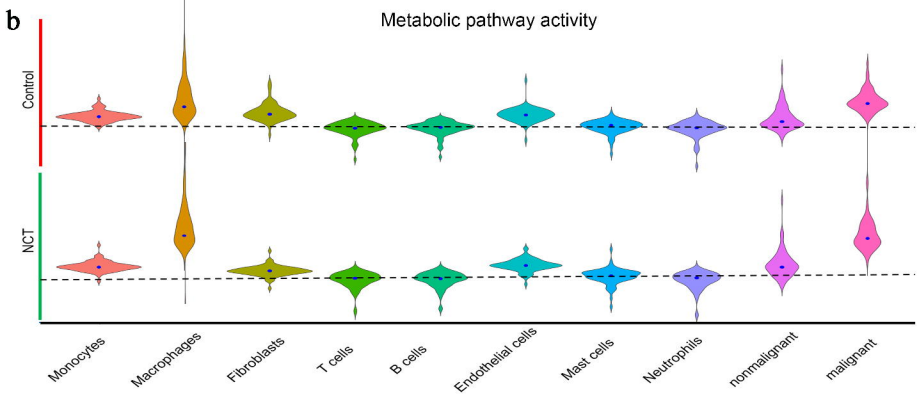 b
Metabolic pathway activity
Control
NCT
Monocytes
Macrophages
Fibroblasts
T cells
B cells
Endothelial cells
Mast cells
Neutrophils
nonmalignant
malignant